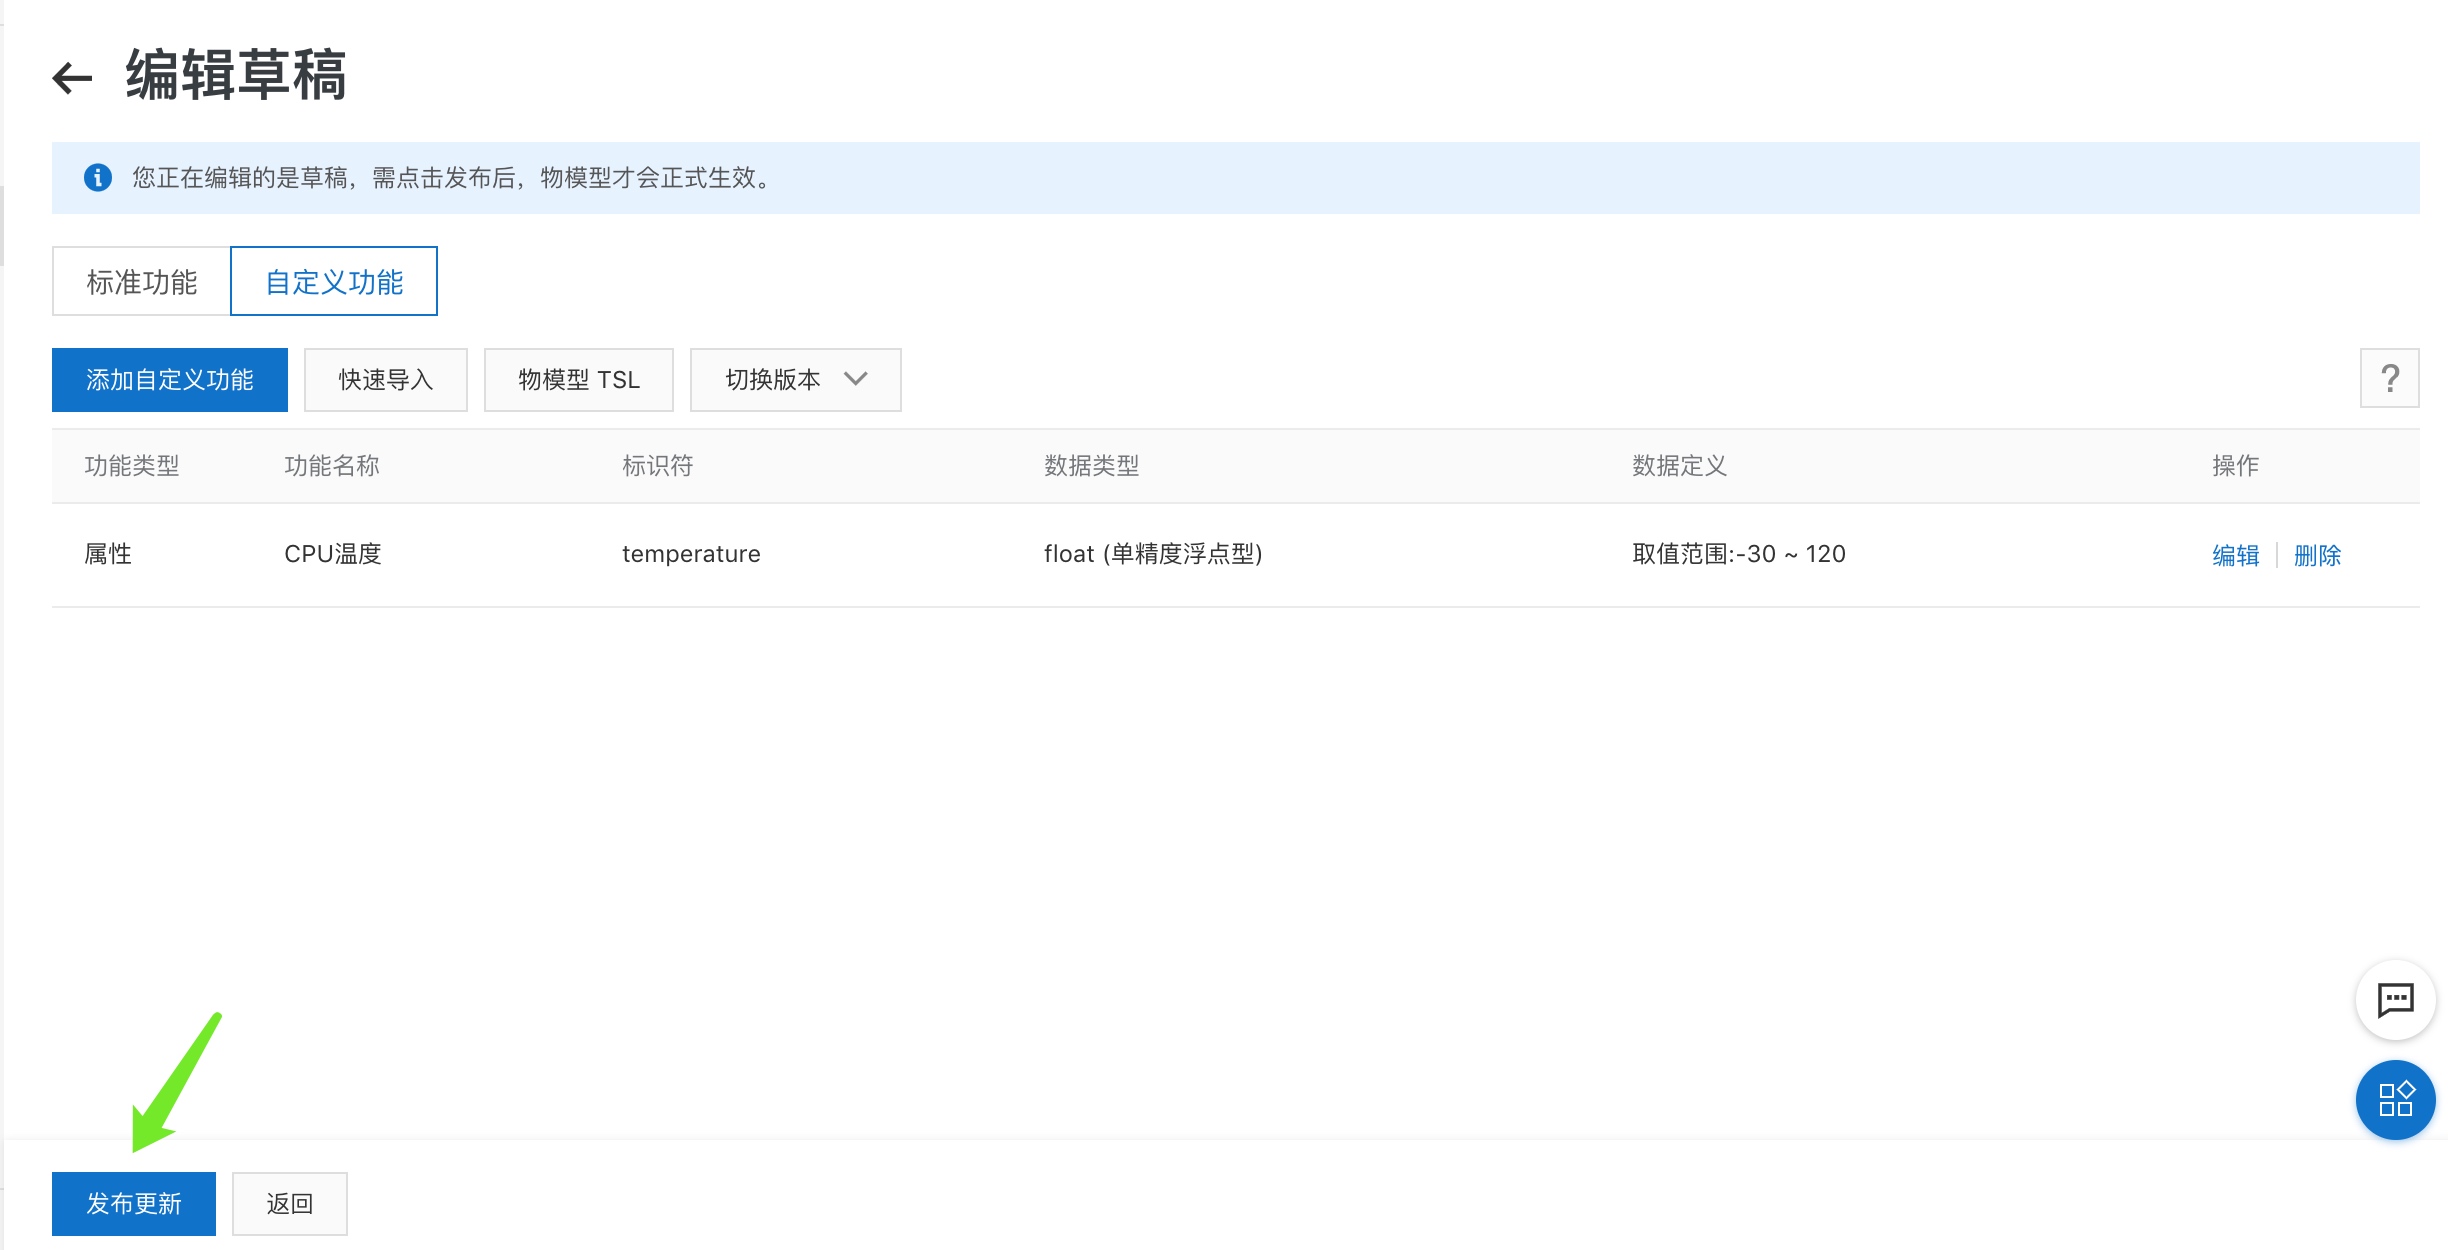 编辑草稿
您正在编辑的是草稿，需点击发布后，物模型才会正式生效。
标准功能 自定义功能
添加自定义功能 快速导入 物模型 TSL 切换版本 ?
功能类型 功能名称 标识符 数据类型 数据定义 操作
属性 CPU温度 temperature float (单精度浮点型) 取值范围:-30 ~ 120 编辑 删除
发布更新 返回